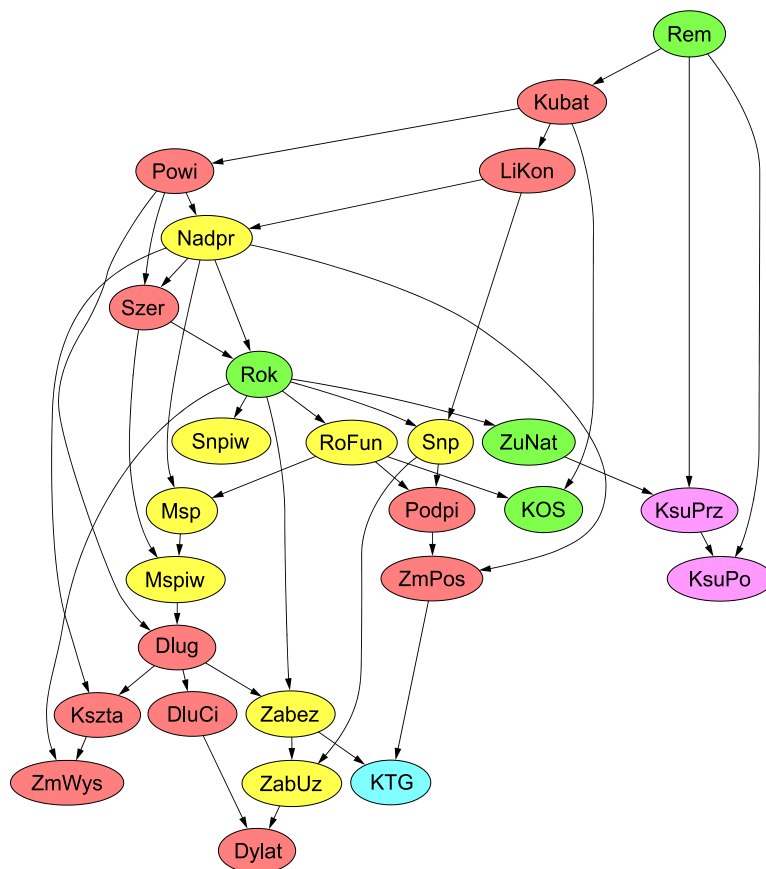 Rem
Kubat
Powi
LiKon
Nadpr
Szer
Rok
Snpiw
RoFun
Snp
ZuNat
Msp
Podpi
KOS
KsuPrz
Mspiw
ZmPos
KsuPo
Dlug
Kszta
DluCi
Zabez
ZmWys
ZabUz
KTG
Dylat